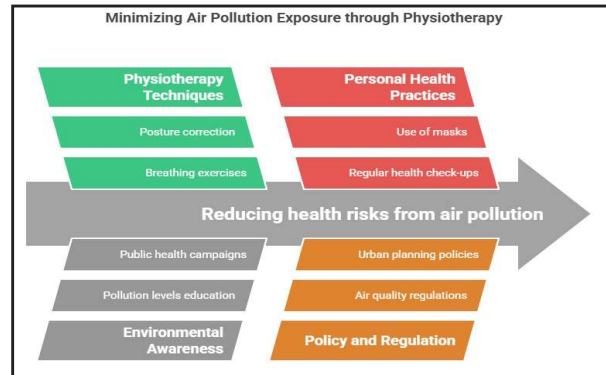 Minimizing Air Pollution Exposure through Physiotherapy
Physiotherapy
Techniques
Personal Health
Practices
Posture correction
Use of masks
Breathing exercises
Regular health check-ups
Reducing health risks from air pollution
Public health campaigns
Urban planning policies
Pollution levels education
Air quality regulations
Environmental
Awareness
Policy and Regulation